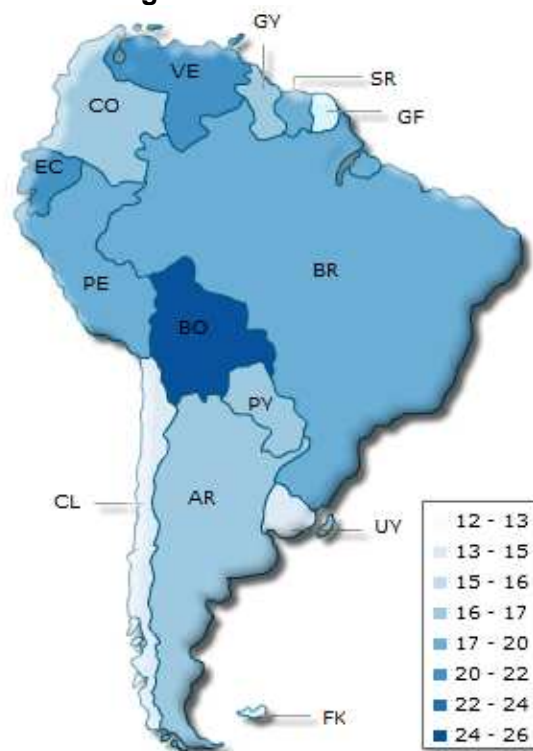 GY
VE
SR
CO
GF
EC
PE
BR
BO
PY
CL
AR
UY
FK
12 - 13
13 - 15
15 - 16
16 - 17
17 - 20
20 - 22
22 - 24
24 - 26